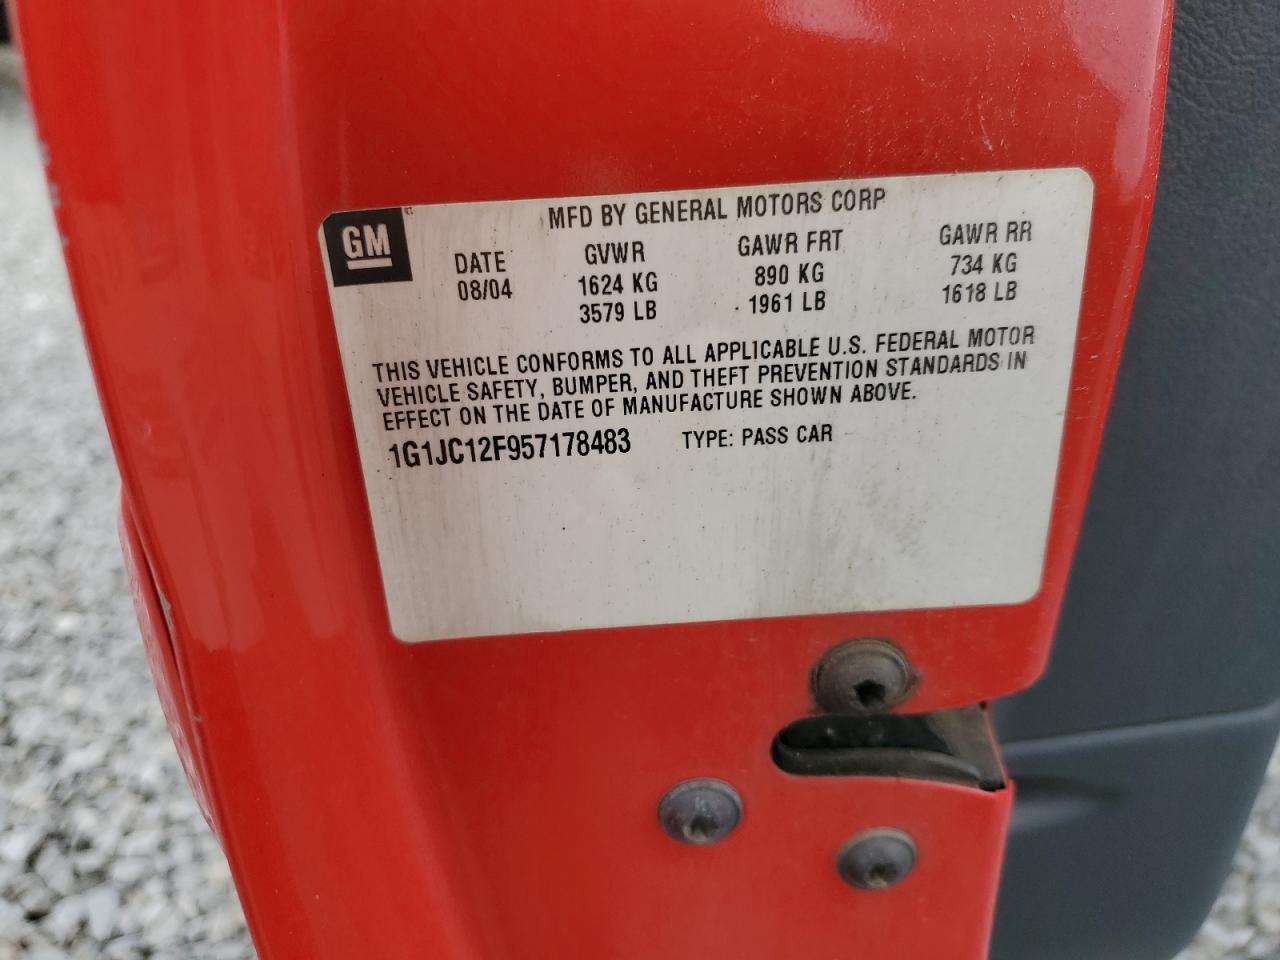 GM
MFD BY GENERAL MOTORS CORP
DATE GVWR GAWR FRT GAWR RR
08/04 1624 KG 890 KG 734 KG
3579 LB 1961 LB 1618 LB
THIS VEHICLE CONFORMS TO ALL APPLICABLE U.S. FEDERAL MOTOR
VEHICLE SAFETY, BUMPER, AND THEFT PREVENTION STANDARDS IN
EFFECT ON THE DATE OF MANUFACTURE SHOWN ABOVE.
1G1JC12F957178483 TYPE: PASS CAR